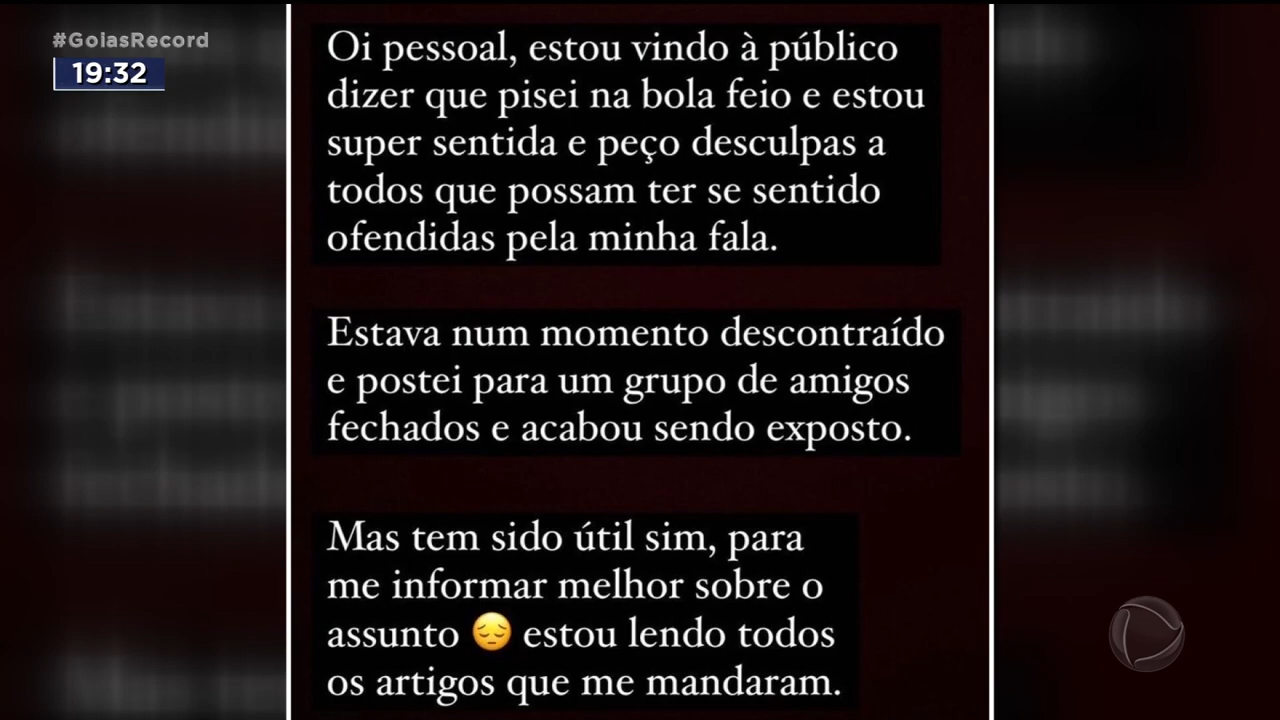 #GoiasRecord
19:32
Oi pessoal, estou vindo à público
dizer que pisei na bola feio e estou
super sentida e peço desculpas a
todos que possam ter se sentido
ofendidas pela minha fala.
Estava num momento descontraído
e postei para um grupo de amigos
fechados e acabou sendo exposto.
Mas tem sido útil sim, para
me informar melhor sobre o
assunto 😔 estou lendo todos
os artigos que me mandaram.